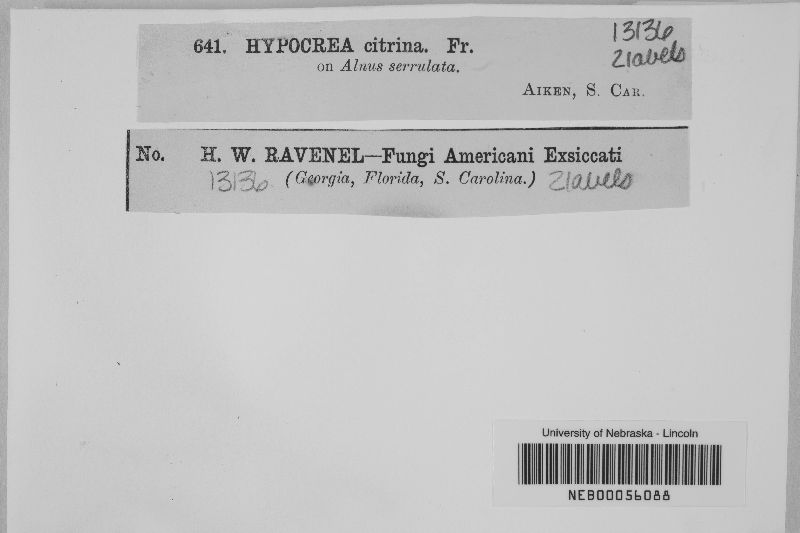 641. HYPOCREA citrina. Fr.
on Alnus serrulata.
AIKEN, S. CAR.
13136
2labels
No. H. W. RAVENEL—Fungi Americani Exsiccati
(Georgia, Florida, S. Carolina.)
13136
2labels
University of Nebraska - Lincoln
NEB00056088